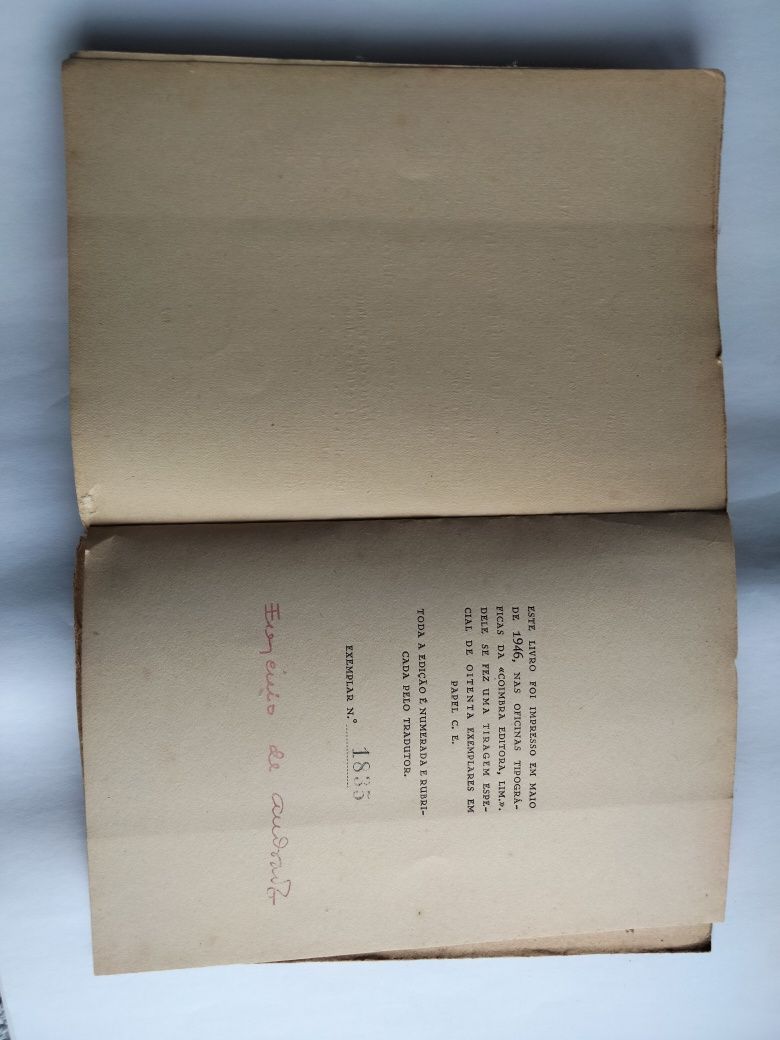 ESTE LIVRO FOI IMPRESSO EM MAIO
DE 1946, NAS OFICINAS TIPOGRÁ-
FICAS DA «COIMBRA EDITORA, LIM.».
DELE SE FEZ UMA TIRAGEM ESPE-
CIAL DE OITENTA EXEMPLARES EM
PAPEL C. E.
TODA A EDIÇÃO É NUMERADA E RUBRI-
CADA PELO TRADUTOR.
EXEMPLAR N.º 1835
Eugénio de Andrade